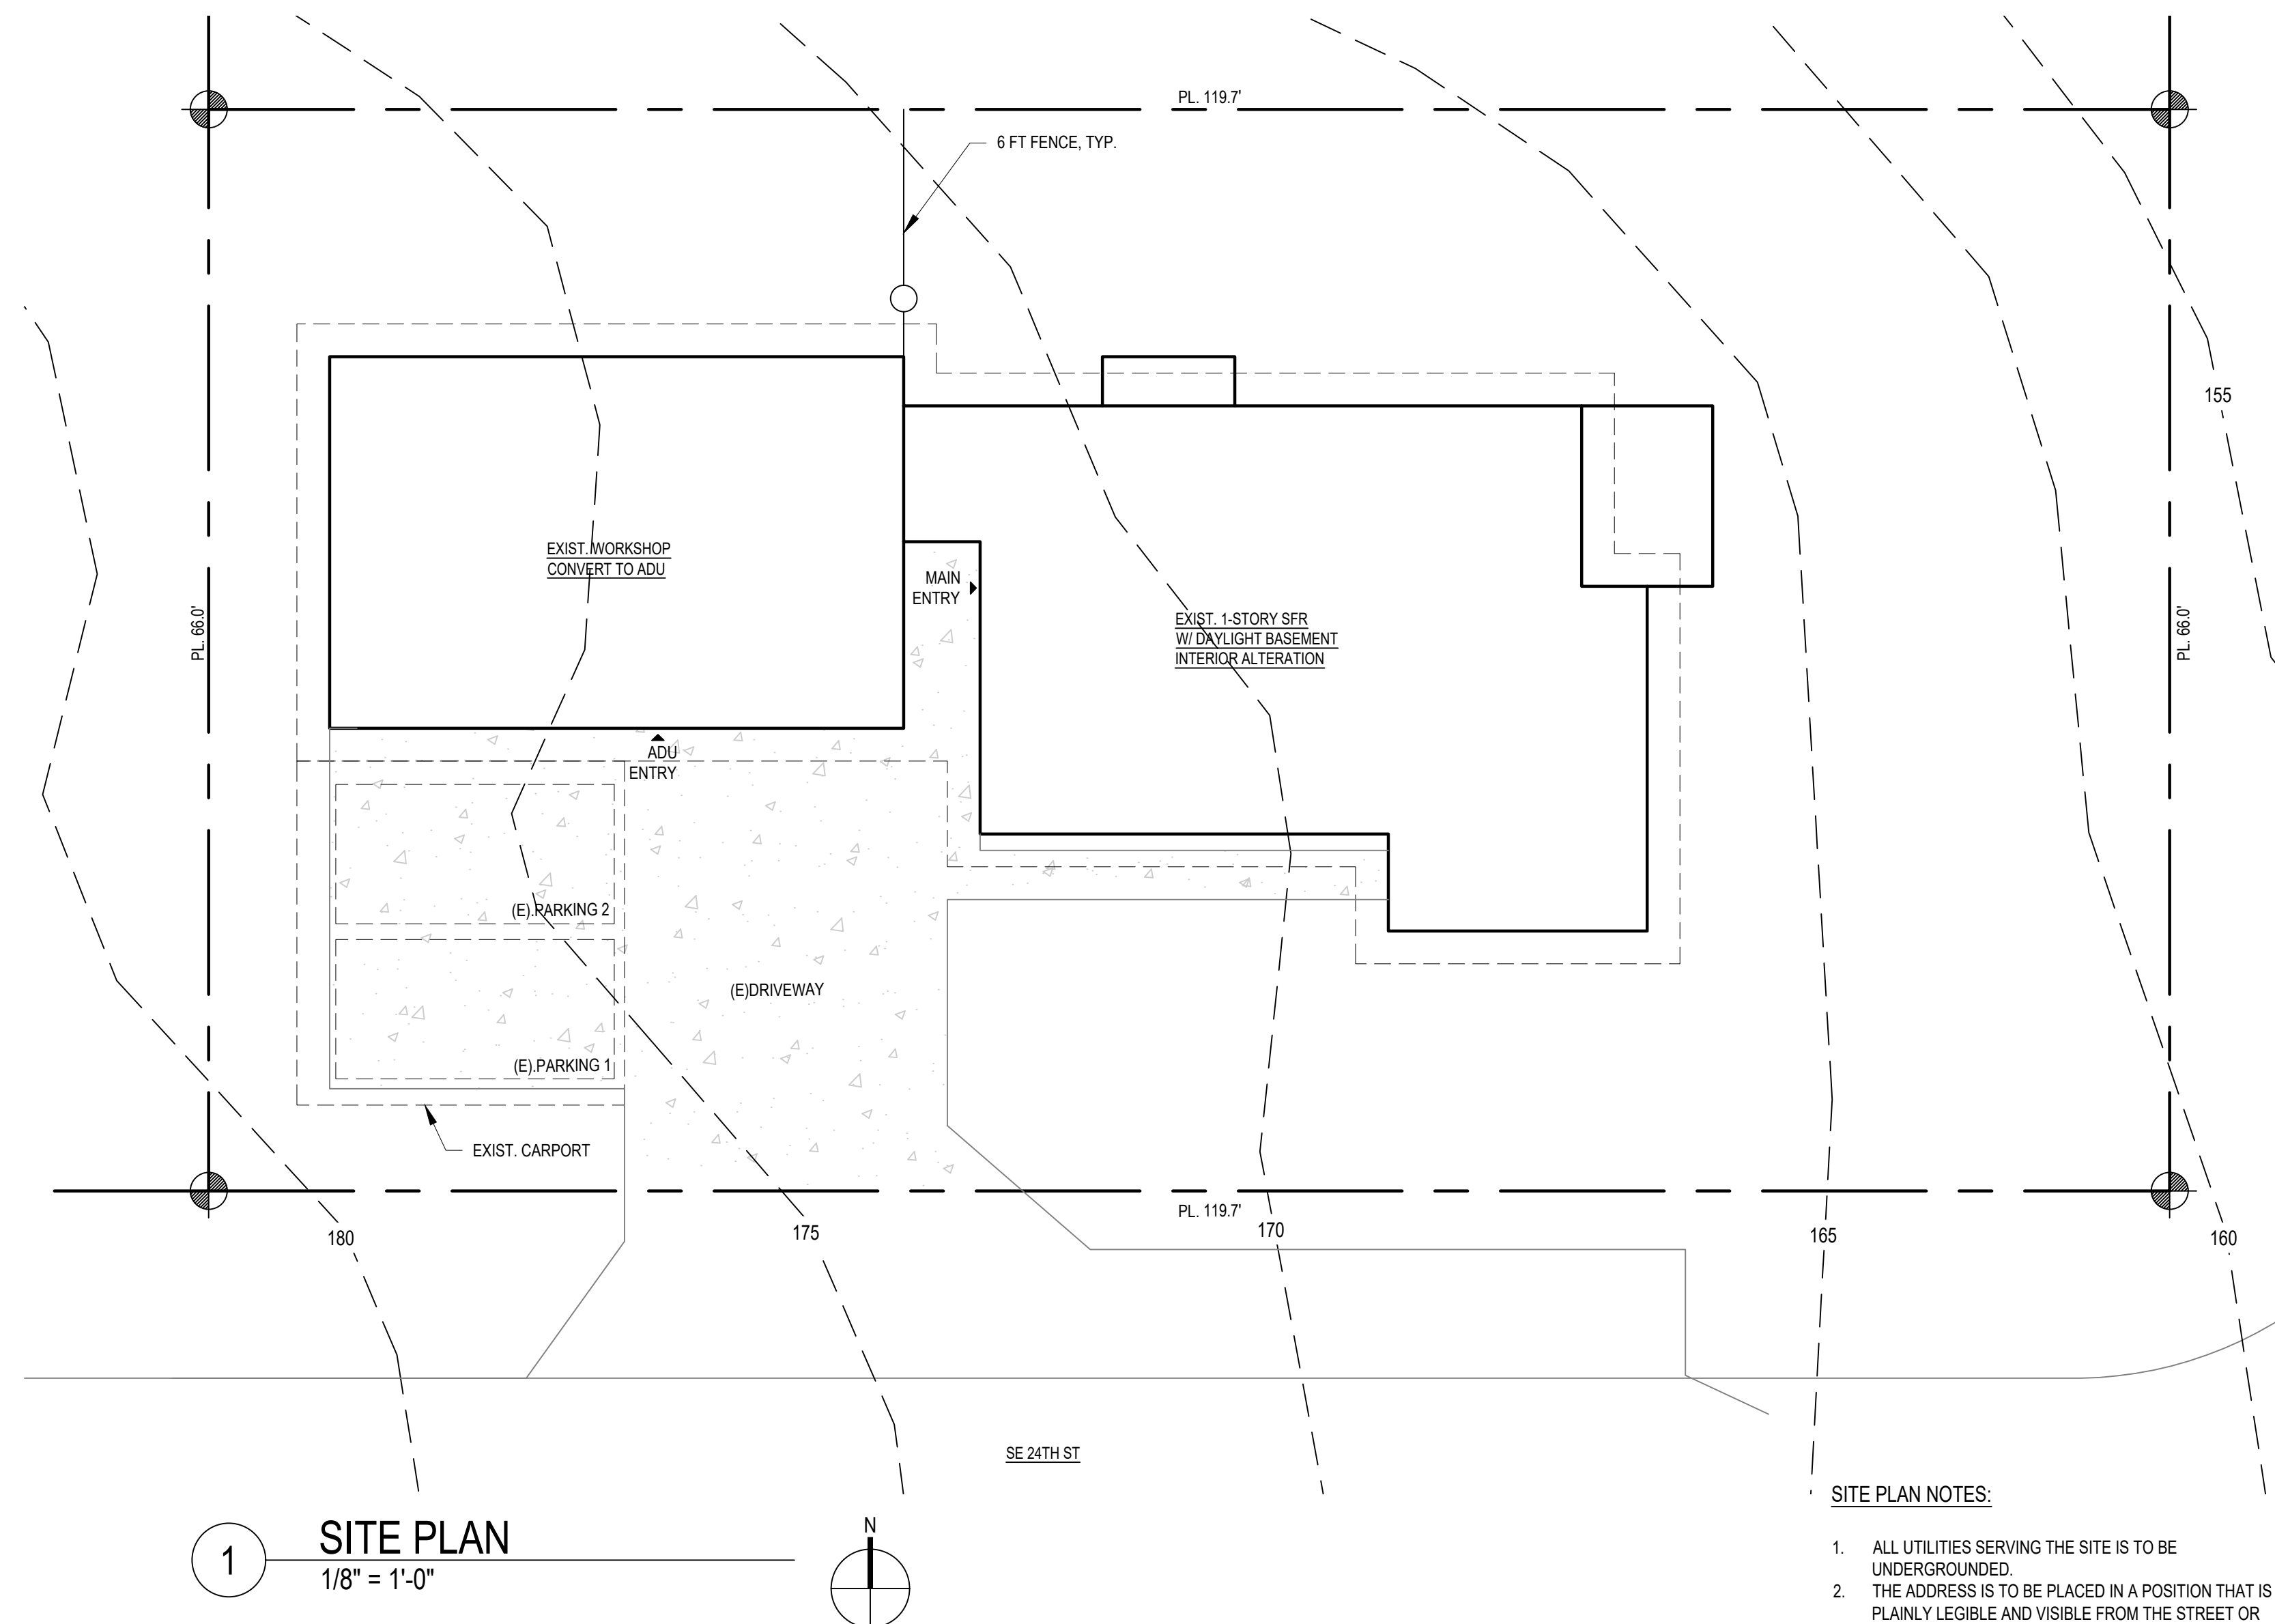 PL. 119.7'
6 FT FENCE, TYP.
155
EXIST. WORKSHOP
CONVERT TO ADU
MAIN
ENTRY
PL. 66.0'
EXIST. 1-STORY SFR
W/ DAYLIGHT BASEMENT
INTERIOR ALTERATION
PL. 66.0'
ADU
ENTRY
(E).PARKING 2
(E)DRIVEWAY
(E).PARKING 1
EXIST. CARPORT
PL. 119.7'
180
175
170
165
160
SE 24TH ST
1
SITE PLAN
1/8" = 1'-0"
N
SITE PLAN NOTES:
1. ALL UTILITIES SERVING THE SITE IS TO BE
UNDERGROUNDED.
2. THE ADDRESS IS TO BE PLACED IN A POSITION THAT IS
PLAINLY LEGIBLE AND VISIBLE FROM THE STREET OR